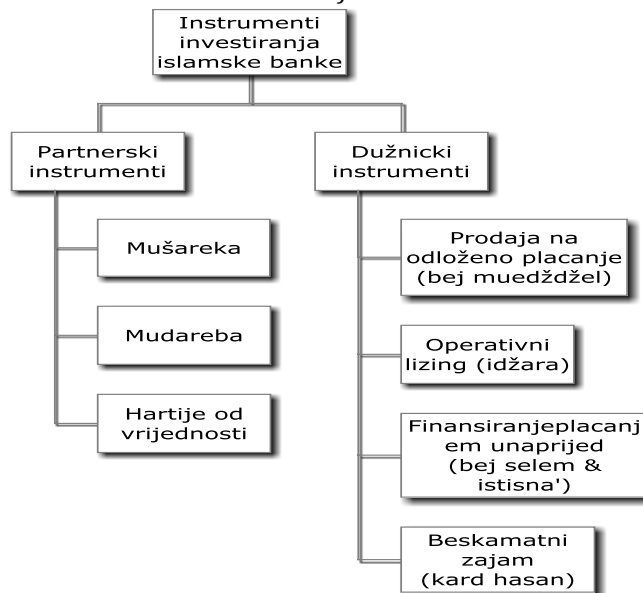 Instrumenti
investiranja
islamske banke
Partnerski
instrumenti
Mušareka
Mudareba
Hartije od
vrijednosti
Dužnicki
instrumenti
Prodaja na
odloženo placanje
(bej muedždžel)
Operativni
lizing (idžara)
Finansiranjeplacanj
em unaprijed
(bej selem &
istisna')
Beskamatni
zajam
(kard hasan)